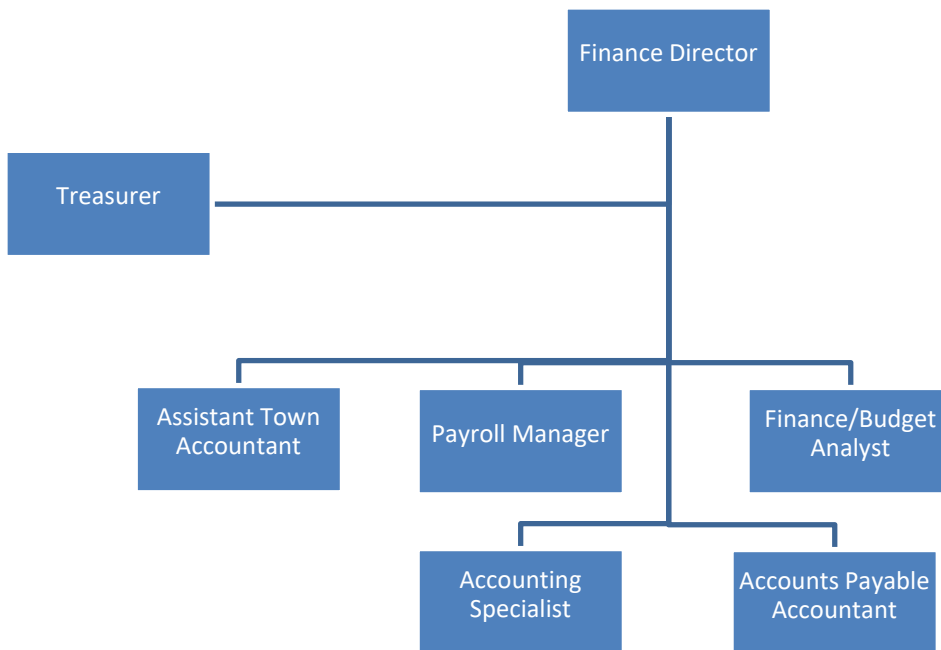 Finance Director
Treasurer
Assistant Town
Accountant
Payroll Manager
Finance/Budget
Analyst
Accounting
Specialist
Accounts Payable
Accountant